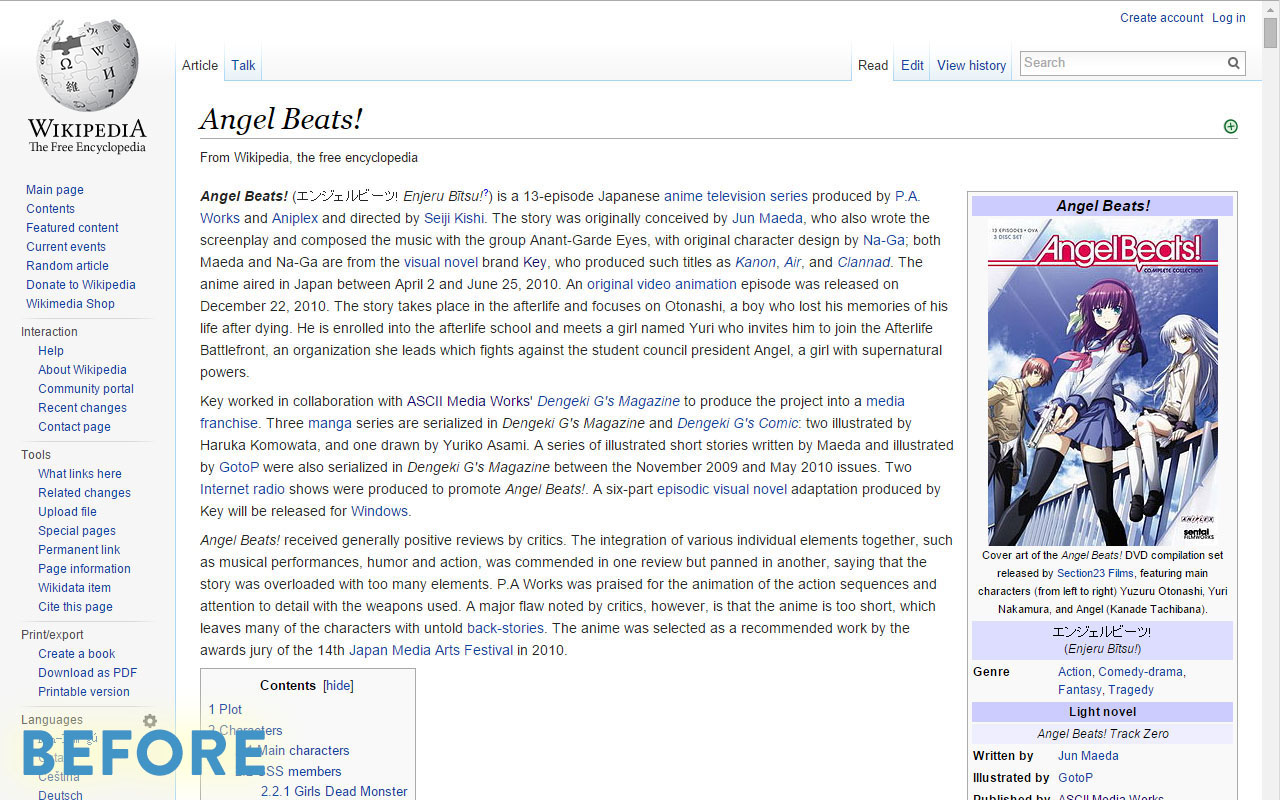 Create account Log in
WIKIPEDIA
The Free Encyclopedia
Article Talk
Read Edit View history Search
Angel Beats!
From Wikipedia, the free encyclopedia
Main page
Contents
Featured content
Current events
Random article
Donate to Wikipedia
Wikimedia Shop
Interaction
Help
About Wikipedia
Community portal
Recent changes
Contact page
Tools
What links here
Related changes
Upload file
Special pages
Permanent link
Page information
Wikidata item
Cite this page
Print/export
Create a book
Download as PDF
Printable version
Languages
Čeština
Deutsch
BEFORE
Angel Beats! (エンジェルビーツ! Enjeru Bītsu!?) is a 13-episode Japanese anime television series produced by P.A.
Works and Aniplex and directed by Seiji Kishi. The story was originally conceived by Jun Maeda, who also wrote the
screenplay and composed the music with the group Anant-Garde Eyes, with original character design by Na-Ga; both
Maeda and Na-Ga are from the visual novel brand Key, who produced such titles as Kanon, Air, and Clannad. The
anime aired in Japan between April 2 and June 25, 2010. An original video animation episode was released on
December 22, 2010. The story takes place in the afterlife and focuses on Otonashi, a boy who lost his memories of his
life after dying. He is enrolled into the afterlife school and meets a girl named Yuri who invites him to join the Afterlife
Battlefront, an organization she leads which fights against the student council president Angel, a girl with supernatural
powers.
Key worked in collaboration with ASCII Media Works' Dengeki G's Magazine to produce the project into a media
franchise. Three manga series are serialized in Dengeki G's Magazine and Dengeki G's Comic: two illustrated by
Haruka Komowata, and one drawn by Yuriko Asami. A series of illustrated short stories written by Maeda and illustrated
by GotoP were also serialized in Dengeki G's Magazine between the November 2009 and May 2010 issues. Two
Internet radio shows were produced to promote Angel Beats!. A six-part episodic visual novel adaptation produced by
Key will be released for Windows.
Angel Beats! received generally positive reviews by critics. The integration of various individual elements together, such
as musical performances, humor and action, was commended in one review but panned in another, saying that the
story was overloaded with too many elements. P.A Works was praised for the animation of the action sequences and
attention to detail with the weapons used. A major flaw noted by critics, however, is that the anime is too short, which
leaves many of the characters with untold back-stories. The anime was selected as a recommended work by the
awards jury of the 14th Japan Media Arts Festival in 2010.
Contents [hide]
1 Plot
2 Characters
Main characters
SSS members
2.2.1 Girls Dead Monster
Angel Beats!
13 EPISODES + OVA
3 DISC SET
Angel Beats!
COMPLETE COLLECTION
ANIPLEX
sentai
FILMWORKS
Cover art of the Angel Beats! DVD compilation set
released by Section23 Films, featuring main
characters (from left to right) Yuzuru Otonashi, Yuri
Nakamura, and Angel (Kanade Tachibana).
エンジェルビーツ!
(Enjeru Bītsu!)
Genre Action, Comedy-drama,
Fantasy, Tragedy
Light novel
Angel Beats! Track Zero
Written by Jun Maeda
Illustrated by GotoP
Published by ASCII Media Works